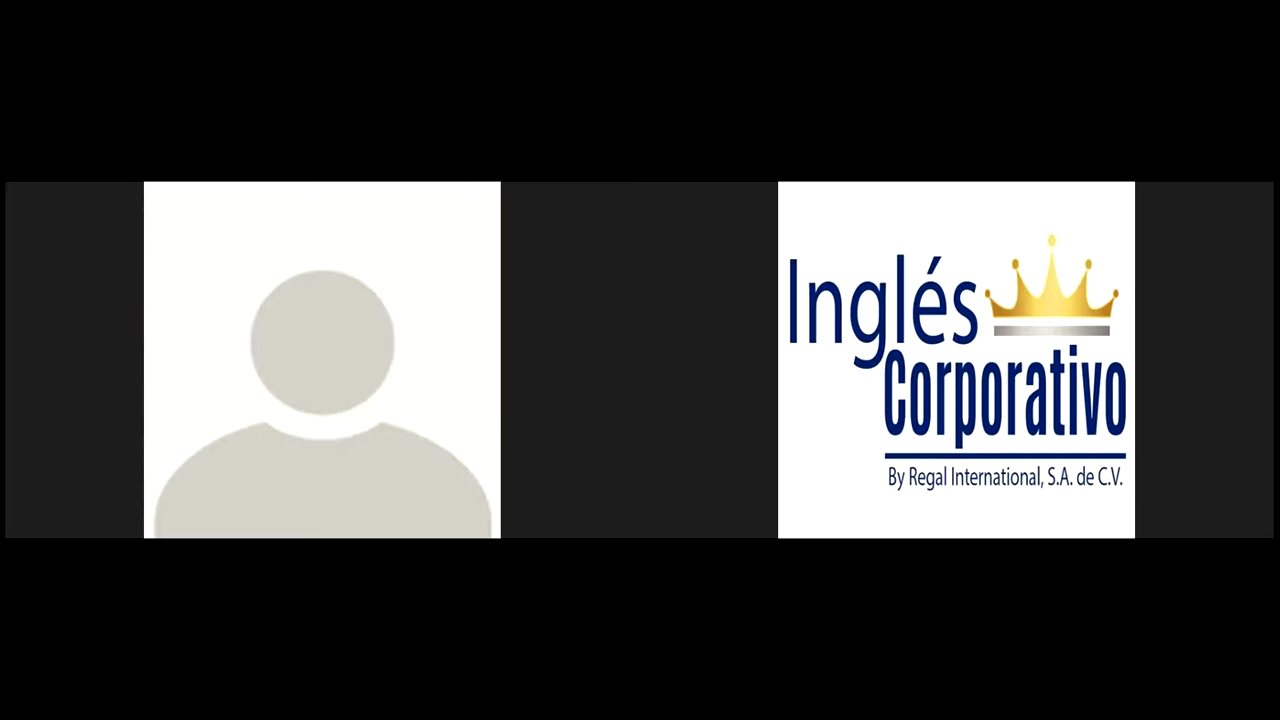 Inglés
Corporativo
By Regal International, S.A. de C.V.